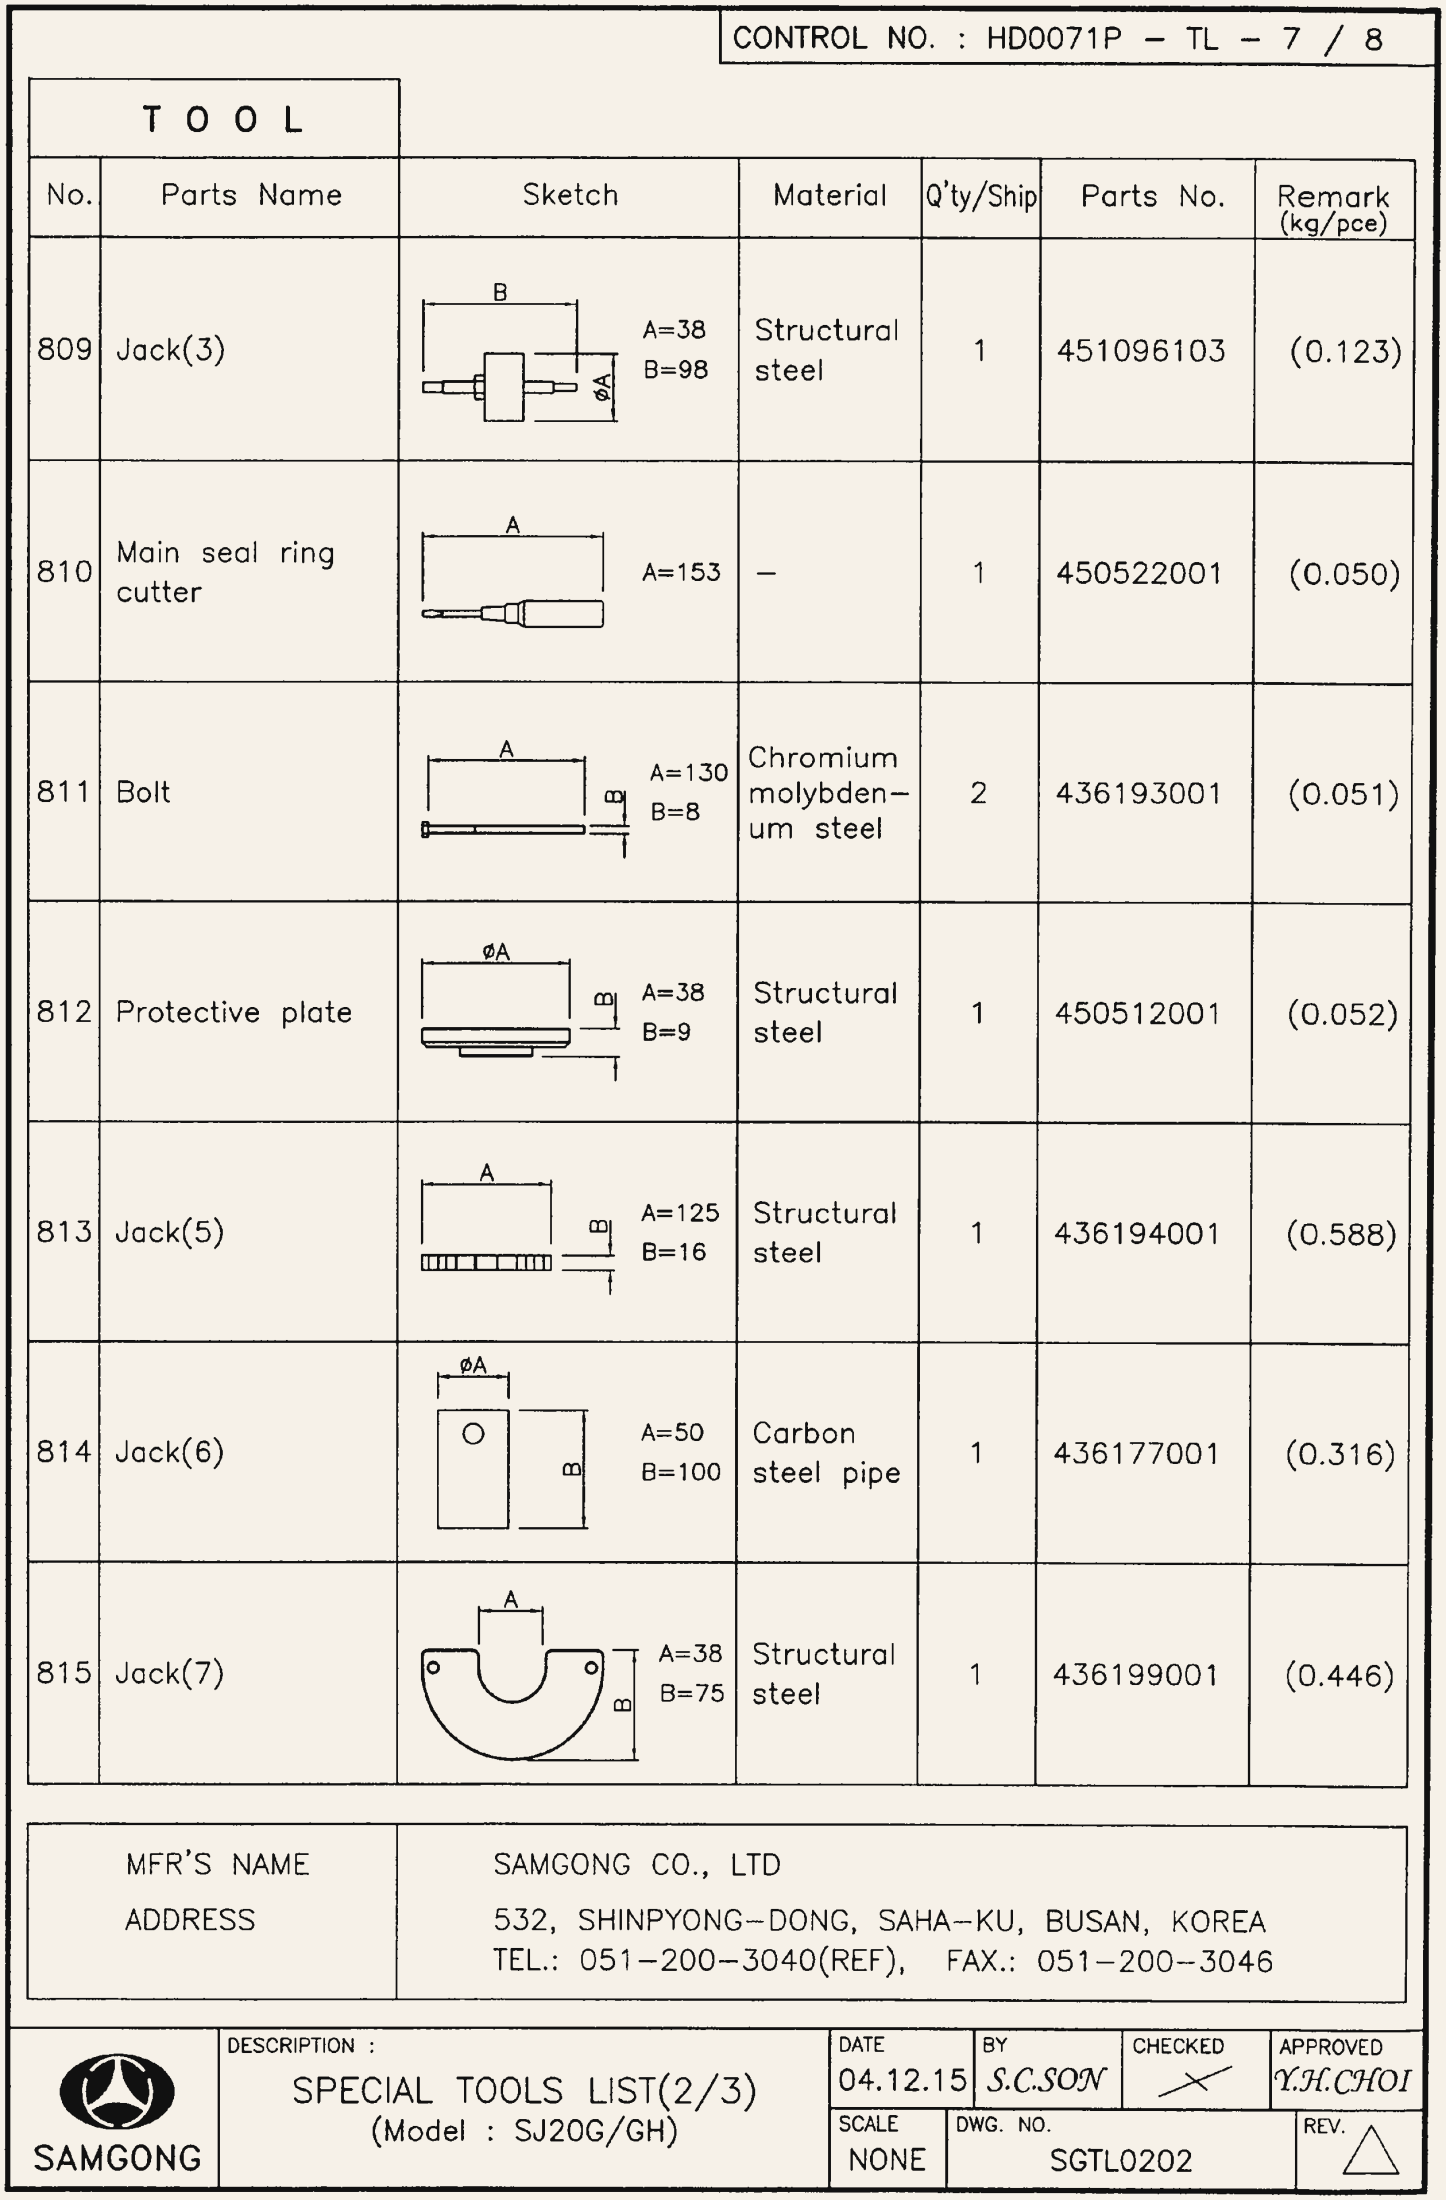 CONTROL NO. : HD0071P – TL – 7 / 8
TOOL
No. Parts Name Sketch Material Q'ty/Ship Parts No. Remark
(kg/pce)
B
øA
809 Jack(3) A=38 B=98 Structural steel 1 451096103 (0.123)
A
810 Main seal ring cutter A=153 – 1 450522001 (0.050)
A
B
811 Bolt A=130 B=8 Chromium molybden–um steel 2 436193001 (0.051)
øA
B
812 Protective plate A=38 B=9 Structural steel 1 450512001 (0.052)
A
B
813 Jack(5) A=125 B=16 Structural steel 1 436194001 (0.588)
øA
B
814 Jack(6) A=50 B=100 Carbon steel pipe 1 436177001 (0.316)
A
B
815 Jack(7) A=38 B=75 Structural steel 1 436199001 (0.446)
MFR'S NAME SAMGONG CO., LTD
ADDRESS 532, SHINPYONG–DONG, SAHA–KU, BUSAN, KOREA
TEL.: 051–200–3040(REF), FAX.: 051–200–3046
SAMGONG
DESCRIPTION :
SPECIAL TOOLS LIST(2/3)
(Model : SJ20G/GH)
DATE BY CHECKED APPROVED
04.12.15 S.C.SON Y.H.CHOI
SCALE DWG. NO. REV.
NONE SGTL0202